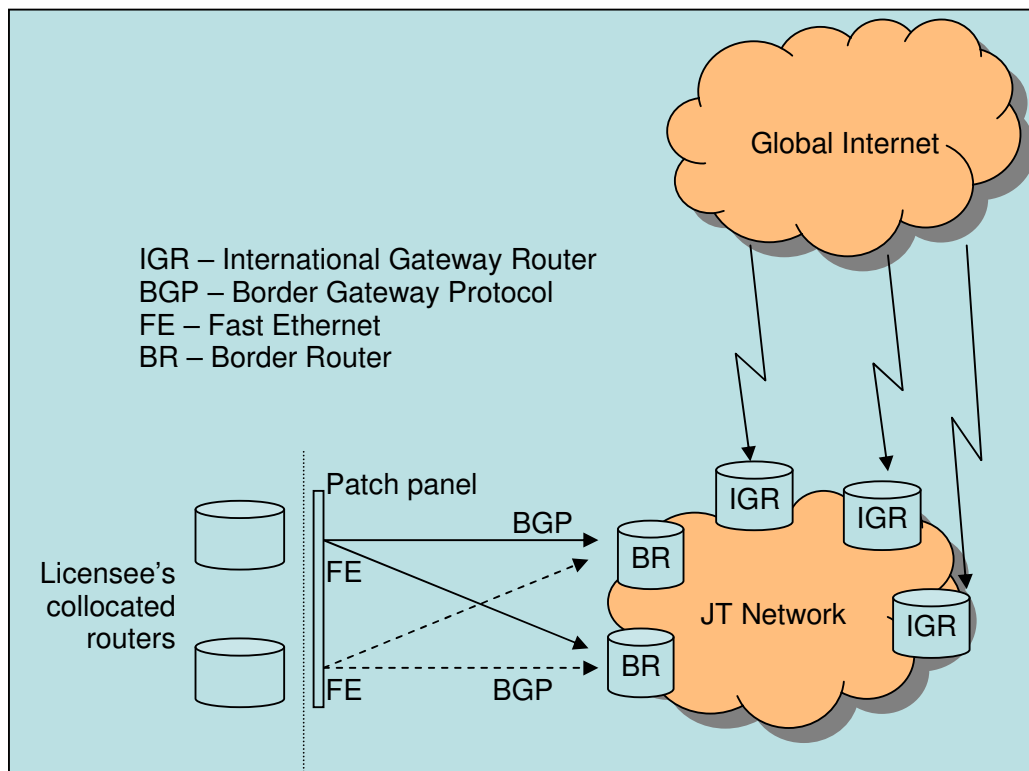 Global Internet
IGR – International Gateway Router
BGP – Border Gateway Protocol
FE – Fast Ethernet
BR – Border Router
Patch panel
IGR
IGR
BGP
BR
FE
Licensee's
collocated
routers
JT Network
IGR
BR
FE
BGP